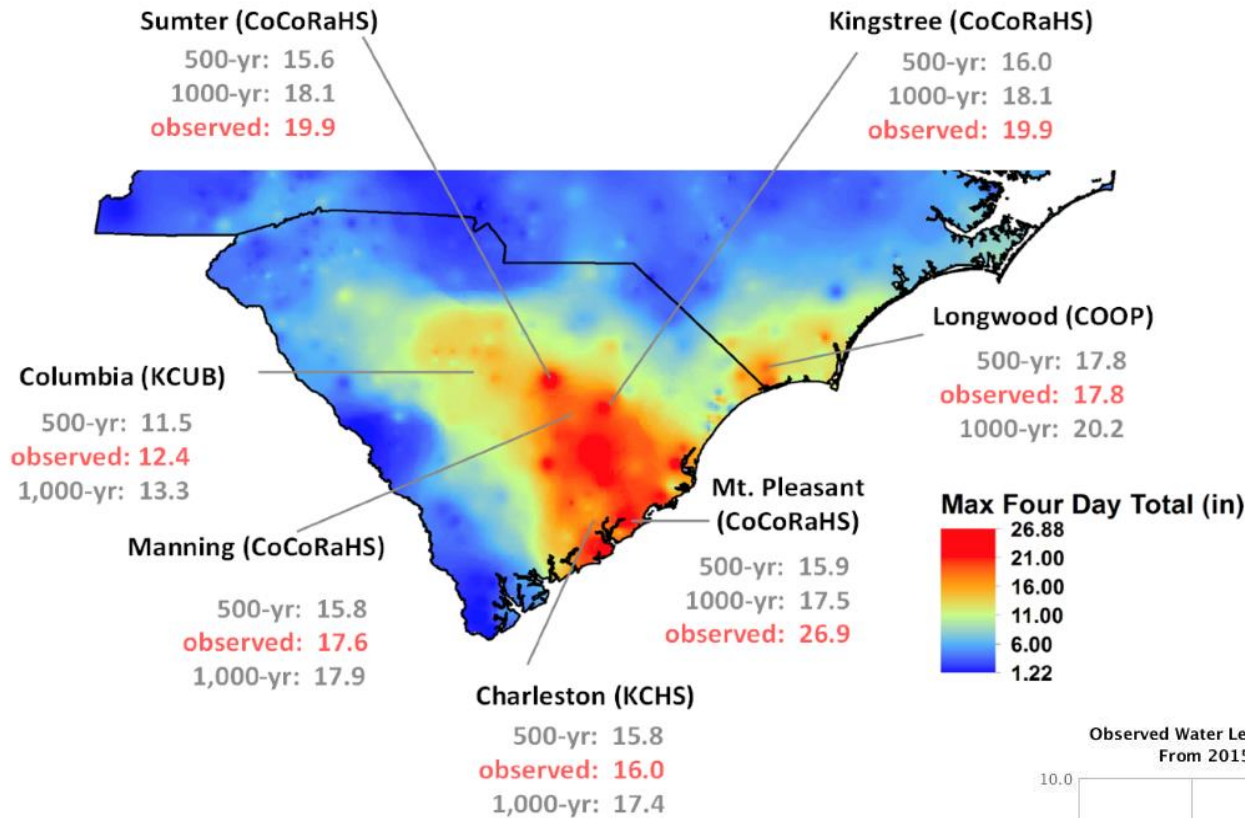 Sumter (CoCoRaHS)
500-yr: 15.6
1000-yr: 18.1
observed: 19.9
Kingstree (CoCoRaHS)
500-yr: 16.0
1000-yr: 18.1
observed: 19.9
Longwood (COOP)
500-yr: 17.8
observed: 17.8
1000-yr: 20.2
Columbia (KCUB)
500-yr: 11.5
observed: 12.4
1,000-yr: 13.3
Manning (CoCoRaHS)
500-yr: 15.8
observed: 17.6
1,000-yr: 17.9
Mt. Pleasant
(CoCoRaHS)
500-yr: 15.9
1000-yr: 17.5
observed: 26.9
Charleston (KCHS)
500-yr: 15.8
observed: 16.0
1,000-yr: 17.4
Max Four Day Total (in)
26.88
21.00
16.00
11.00
6.00
1.22
Observed Water Le
From 2015
10.0